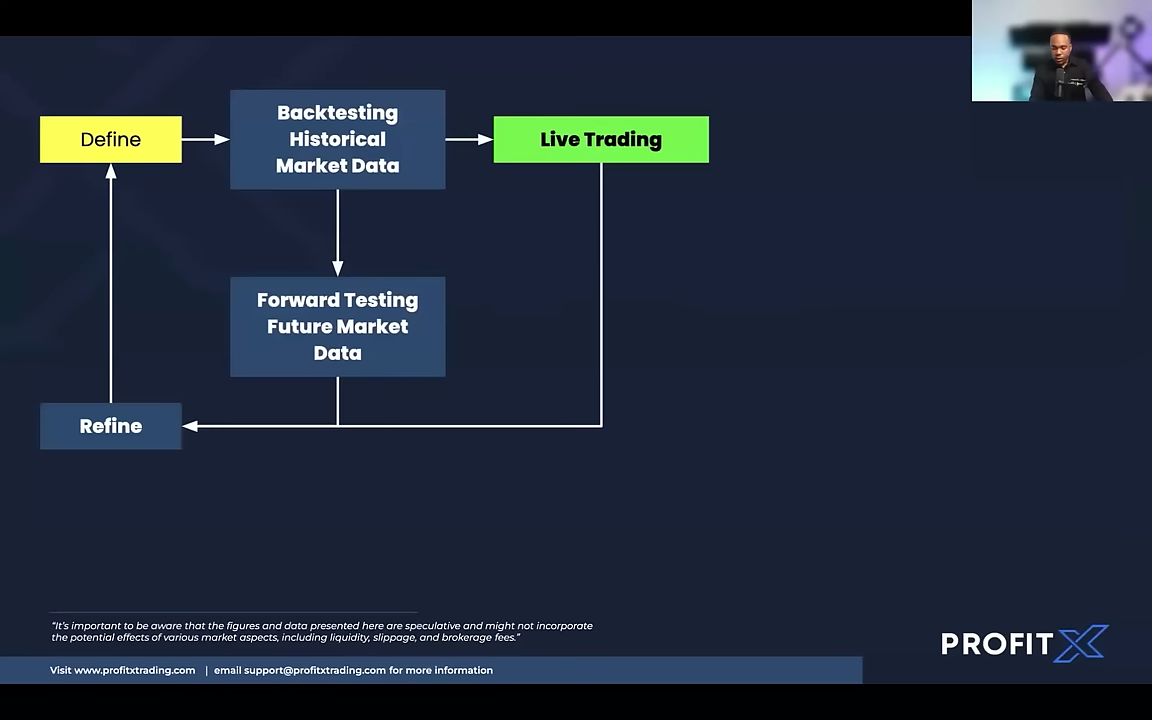 Define
Backtesting
Historical
Market Data
Live Trading
Forward Testing
Future Market
Data
Refine
“It's important to be aware that the figures and data presented here are speculative and might not incorporate
the potential effects of various market aspects, including liquidity, slippage, and brokerage fees.”
PROFITX
Visit www.profitxtrading.com | email support@profitxtrading.com for more information